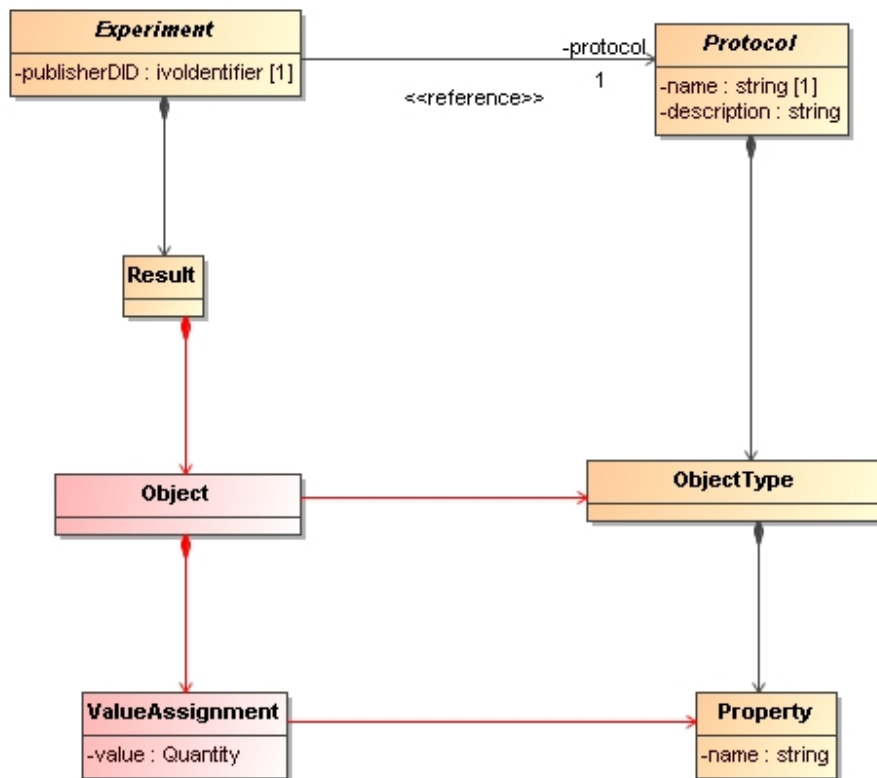 Experiment
-publisherDID : ivoIdentifier [1]
-protocol
1
<<reference>>
Protocol
-name : string [1]
-description : string
Result
Object
ObjectType
ValueAssignment
-value : Quantity
Property
-name : string